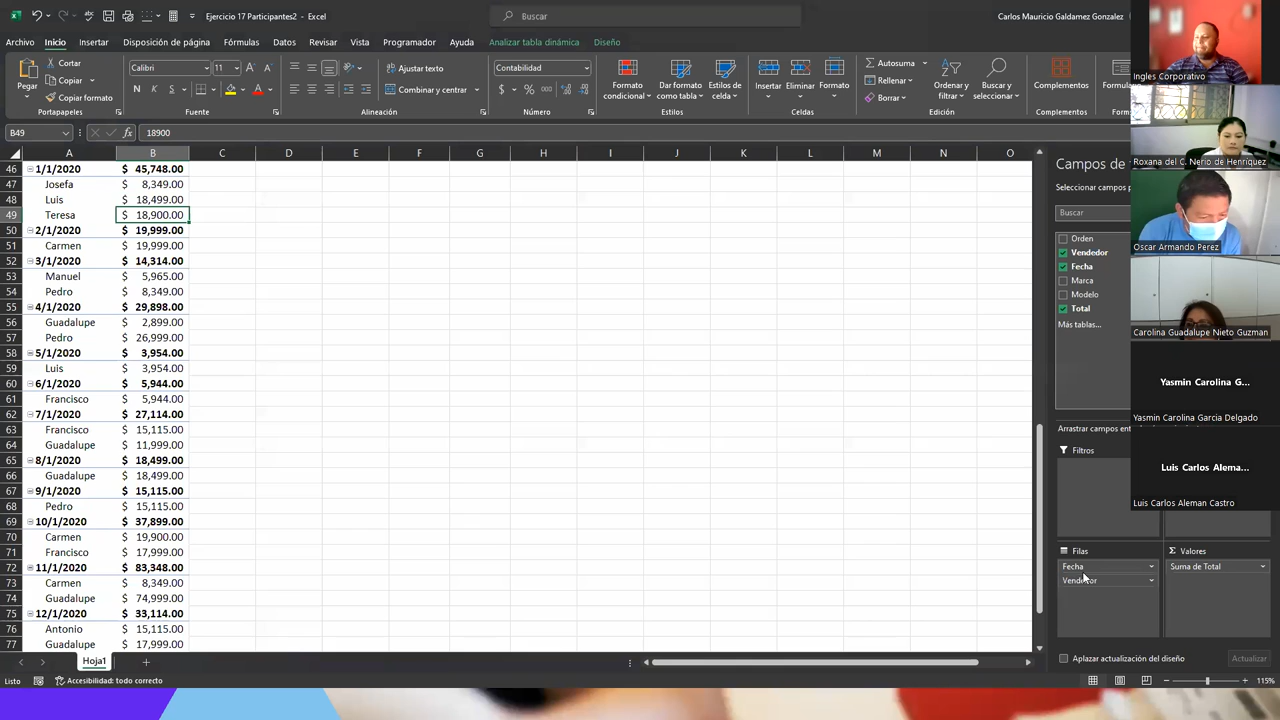 Ejercicio 17 Participantes2 - Excel
Buscar
Carlos Mauricio Galdamez Gonzalez
Archivo Inicio Insertar Disposición de página Fórmulas Datos Revisar Vista Programador Ayuda Analizar tabla dinámica Diseño
Pegar
Cortar
Copiar
Copiar formato
Portapapeles
Calibri 11
N K S
Fuente
Ajustar texto
Combinar y centrar
Alineación
Contabilidad
$ % 000
Número
Formato condicional
Dar formato como tabla
Estilos de celda
Estilos
Insertar Eliminar Formato
Celdas
Autosuma
Rellenar
Borrar
Ordenar y filtrar
Buscar y seleccionar
Edición
Complementos
Complementos
B49 fx 18900
A B C D E F G H I J K L M N O
46 1/1/2020 $ 45,748.00
47 Josefa $ 8,349.00
48 Luis $ 18,499.00
49 Teresa $ 18,900.00
50 2/1/2020 $ 19,999.00
51 Carmen $ 19,999.00
52 3/1/2020 $ 14,314.00
53 Manuel $ 5,965.00
54 Pedro $ 8,349.00
55 4/1/2020 $ 29,898.00
56 Guadalupe $ 2,899.00
57 Pedro $ 26,999.00
58 5/1/2020 $ 3,954.00
59 Luis $ 3,954.00
60 6/1/2020 $ 5,944.00
61 Francisco $ 5,944.00
62 7/1/2020 $ 27,114.00
63 Francisco $ 15,115.00
64 Guadalupe $ 11,999.00
65 8/1/2020 $ 18,499.00
66 Guadalupe $ 18,499.00
67 9/1/2020 $ 15,115.00
68 Pedro $ 15,115.00
69 10/1/2020 $ 37,899.00
70 Carmen $ 19,900.00
71 Francisco $ 17,999.00
72 11/1/2020 $ 83,348.00
73 Carmen $ 8,349.00
74 Guadalupe $ 74,999.00
75 12/1/2020 $ 33,114.00
76 Antonio $ 15,115.00
77 Guadalupe $ 17,999.00
Campos de
Seleccionar campos
Buscar
Orden
Vendedor
Fecha
Marca
Modelo
Total
Más tablas...
Arrastrar campos
Filtros
Filas
Fecha
Vendedor
Σ Valores
Suma de Total
Aplazar actualización del diseño
Actualizar
Hoja1
Listo
Accesibilidad: todo correcto
115%
Ingles Corporativo
Roxana del C. Nerio de Henriquez
Oscar Armando Perez
Carolina Guadalupe Nieto Guzman
Yasmin Carolina G...
Yasmin Carolina Garcia Delgado
Luis Carlos Alema...
Luis Carlos Aleman Castro